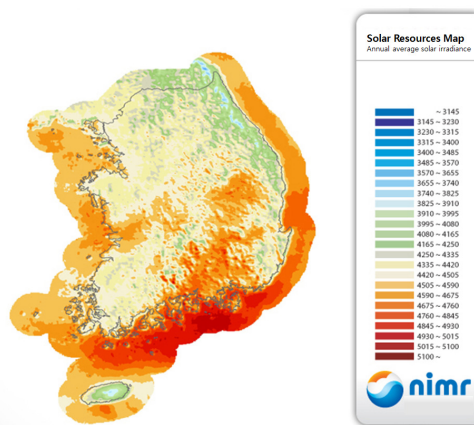 Solar Resources Map
Annual average solar irradiance
~ 3145
3145 ~ 3230
3230 ~ 3315
3315 ~ 3400
3400 ~ 3485
3485 ~ 3570
3570 ~ 3655
3655 ~ 3740
3740 ~ 3825
3825 ~ 3910
3910 ~ 3995
3995 ~ 4080
4080 ~ 4165
4165 ~ 4250
4250 ~ 4335
4335 ~ 4420
4420 ~ 4505
4505 ~ 4590
4590 ~ 4675
4675 ~ 4760
4760 ~ 4845
4845 ~ 4930
4930 ~ 5015
5015 ~ 5100
5100 ~
nimr